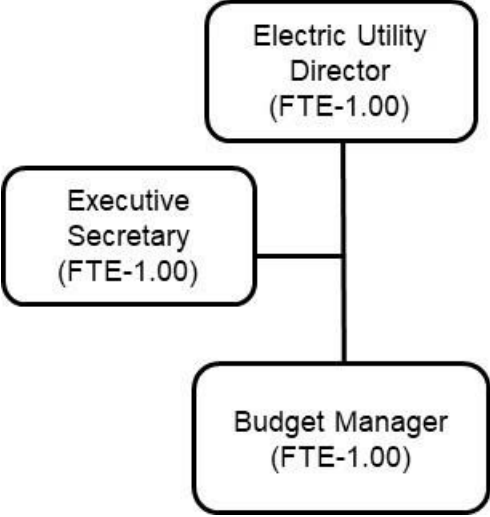 Electric Utility
Director
(FTE-1.00)
Executive
Secretary
(FTE-1.00)
Budget Manager
(FTE-1.00)